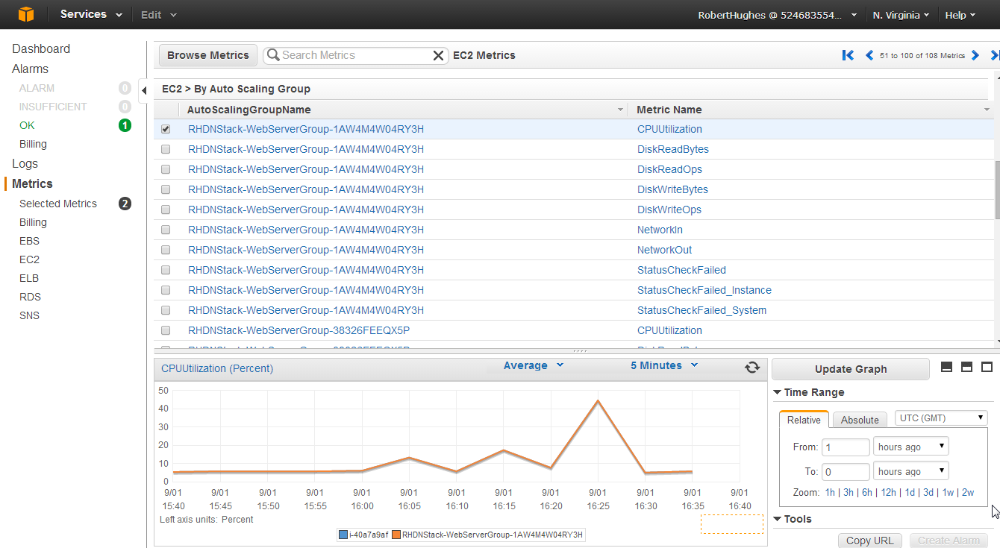 Services Edit RobertHughes @ 524683554... N. Virginia Help
Dashboard
Alarms
ALARM 0
INSUFFICIENT 0
OK 1
Billing
Logs
Metrics
Selected Metrics 2
Billing
EBS
EC2
ELB
RDS
SNS
Browse Metrics Search Metrics EC2 Metrics 51 to 100 of 108 Metrics
EC2 > By Auto Scaling Group
AutoScalingGroupName Metric Name
RHDNStack-WebServerGroup-1AW4M4W04RY3H CPUUtilization
RHDNStack-WebServerGroup-1AW4M4W04RY3H DiskReadBytes
RHDNStack-WebServerGroup-1AW4M4W04RY3H DiskReadOps
RHDNStack-WebServerGroup-1AW4M4W04RY3H DiskWriteBytes
RHDNStack-WebServerGroup-1AW4M4W04RY3H DiskWriteOps
RHDNStack-WebServerGroup-1AW4M4W04RY3H NetworkIn
RHDNStack-WebServerGroup-1AW4M4W04RY3H NetworkOut
RHDNStack-WebServerGroup-1AW4M4W04RY3H StatusCheckFailed
RHDNStack-WebServerGroup-1AW4M4W04RY3H StatusCheckFailed_Instance
RHDNStack-WebServerGroup-1AW4M4W04RY3H StatusCheckFailed_System
RHDNStack-WebServerGroup-38326FEEQX5P CPUUtilization
CPUUtilization (Percent) Average 5 Minutes
50
40
30
20
10
0
9/01 9/01 9/01 9/01 9/01 9/01 9/01 9/01 9/01 9/01 9/01 9/01 9/01
15:40 15:45 15:50 15:55 16:00 16:05 16:10 16:15 16:20 16:25 16:30 16:35 16:40
Left axis units: Percent
i-40a7a9af RHDNStack-WebServerGroup-1AW4M4W04RY3H
Update Graph
Time Range
Relative Absolute UTC (GMT)
From: 1 hours ago
To: 0 hours ago
Zoom: 1h | 3h | 6h | 12h | 1d | 3d | 1w | 2w
Tools
Copy URL Create Alarm